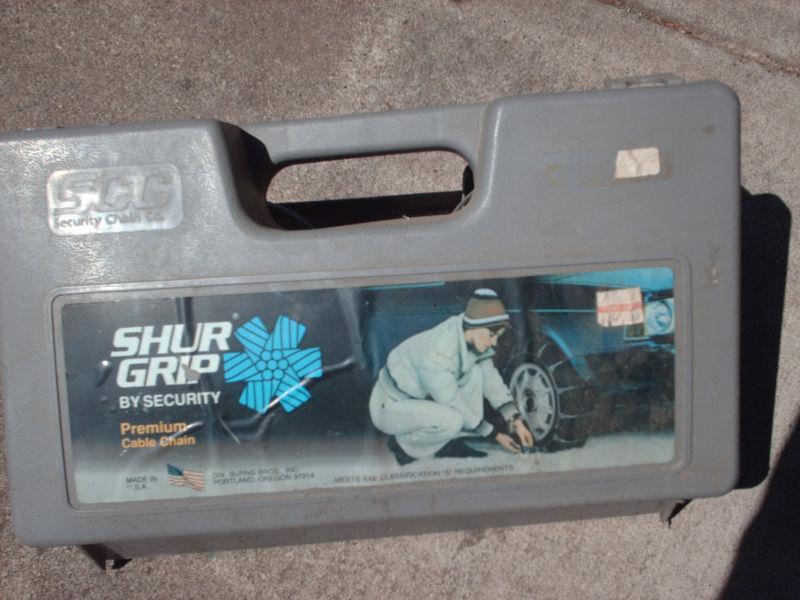 SCC
Security Chain Co.
SHUR
GRIP®
BY SECURITY
Premium
Cable Chain
MADE IN
U.S.A.
DIV. BURNS BROS., INC.
PORTLAND, OREGON 97214
MEETS SAE CLASSIFICATION "S" REQUIREMENTS